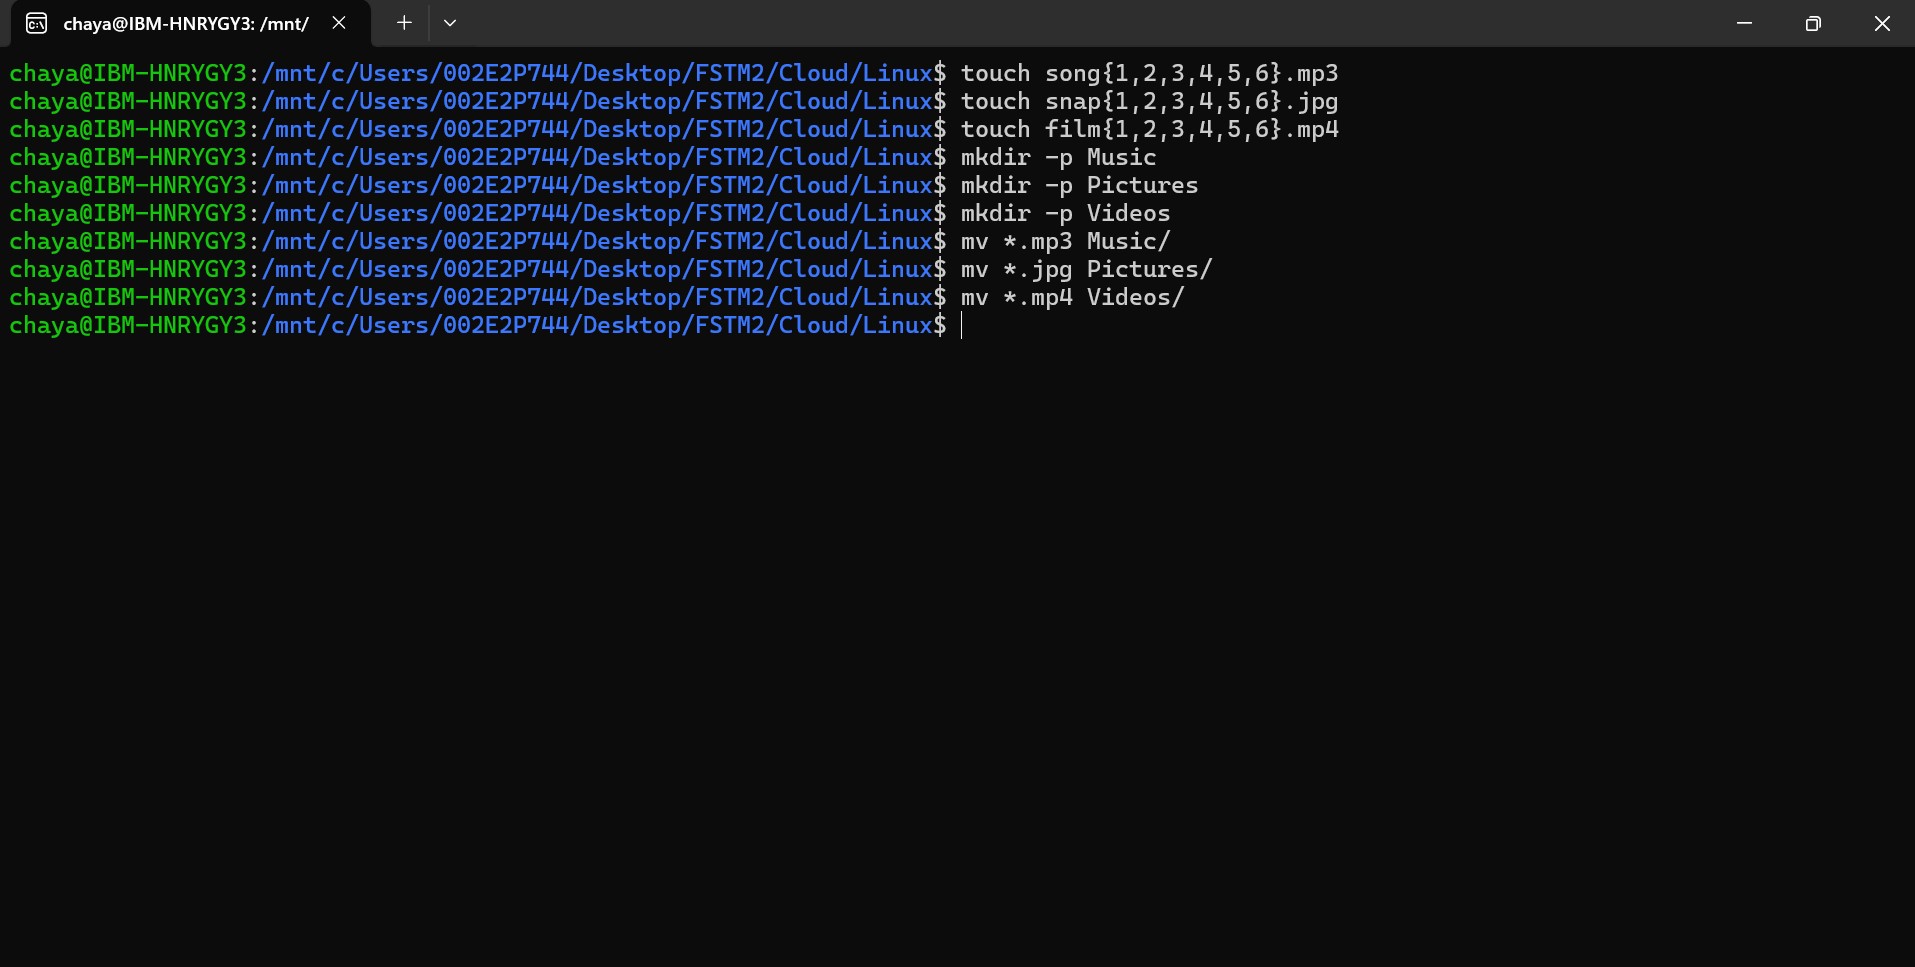 chaya@IBM-HNRYGY3: /mnt/
chaya@IBM-HNRYGY3:/mnt/c/Users/002E2P744/Desktop/FSTM2/Cloud/Linux$ touch song{1,2,3,4,5,6}.mp3
chaya@IBM-HNRYGY3:/mnt/c/Users/002E2P744/Desktop/FSTM2/Cloud/Linux$ touch snap{1,2,3,4,5,6}.jpg
chaya@IBM-HNRYGY3:/mnt/c/Users/002E2P744/Desktop/FSTM2/Cloud/Linux$ touch film{1,2,3,4,5,6}.mp4
chaya@IBM-HNRYGY3:/mnt/c/Users/002E2P744/Desktop/FSTM2/Cloud/Linux$ mkdir -p Music
chaya@IBM-HNRYGY3:/mnt/c/Users/002E2P744/Desktop/FSTM2/Cloud/Linux$ mkdir -p Pictures
chaya@IBM-HNRYGY3:/mnt/c/Users/002E2P744/Desktop/FSTM2/Cloud/Linux$ mkdir -p Videos
chaya@IBM-HNRYGY3:/mnt/c/Users/002E2P744/Desktop/FSTM2/Cloud/Linux$ mv *.mp3 Music/
chaya@IBM-HNRYGY3:/mnt/c/Users/002E2P744/Desktop/FSTM2/Cloud/Linux$ mv *.jpg Pictures/
chaya@IBM-HNRYGY3:/mnt/c/Users/002E2P744/Desktop/FSTM2/Cloud/Linux$ mv *.mp4 Videos/
chaya@IBM-HNRYGY3:/mnt/c/Users/002E2P744/Desktop/FSTM2/Cloud/Linux$